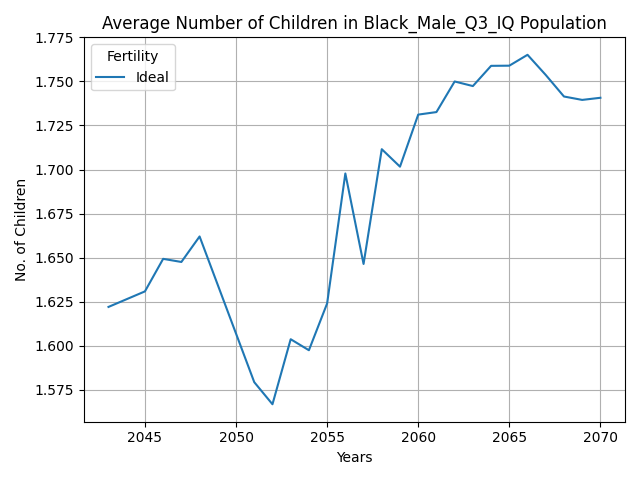 Average Number of Children in Black_Male_Q3_IQ Population
Fertility
Ideal
No. of Children
1.775
1.750
1.725
1.700
1.675
1.650
1.625
1.600
1.575
2045 2050 2055 2060 2065 2070
Years